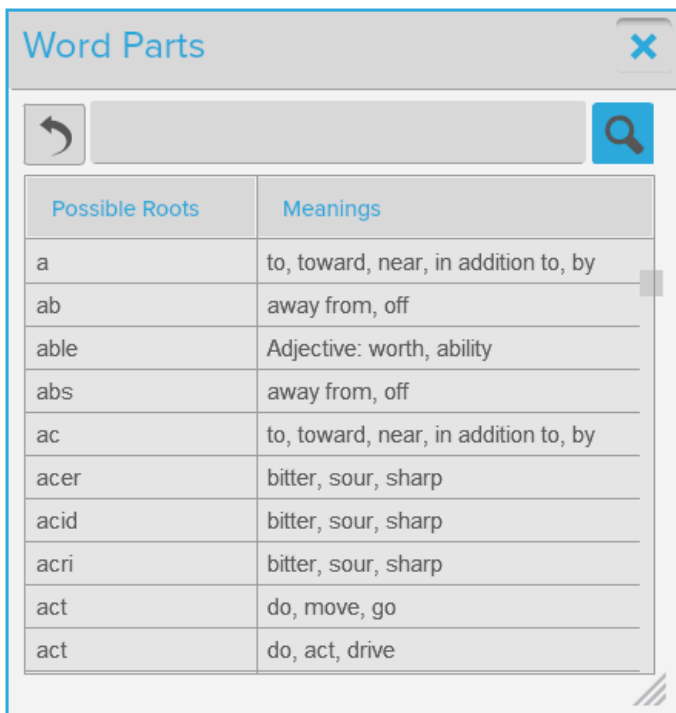 Word Parts
Possible Roots Meanings
a to, toward, near, in addition to, by
ab away from, off
able Adjective: worth, ability
abs away from, off
ac to, toward, near, in addition to, by
acer bitter, sour, sharp
acid bitter, sour, sharp
acri bitter, sour, sharp
act do, move, go
act do, act, drive